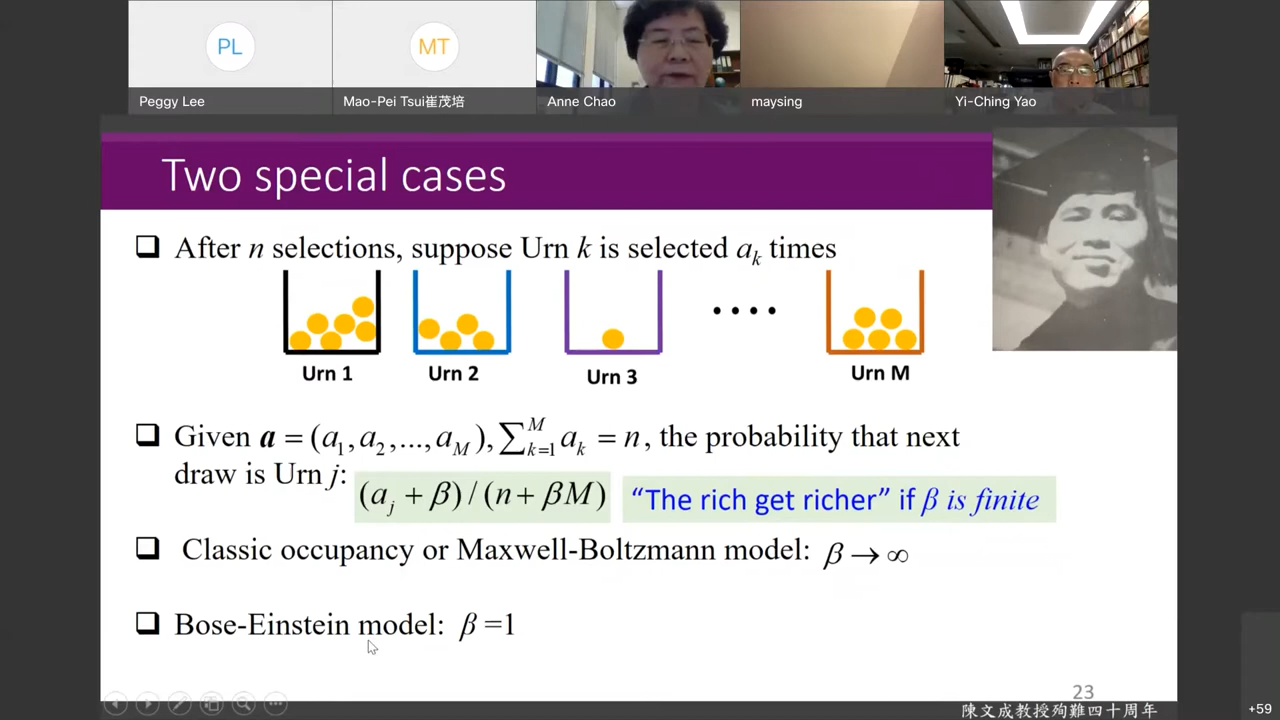 PL
MT
Peggy Lee
Mao-Pei Tsui崔茂培
Anne Chao
maysing
Yi-Ching Yao
Two special cases
❑ After n selections, suppose Urn k is selected aₖ times
Urn 1
Urn 2
Urn 3
• • • •
Urn M
❑ Given a = (a₁, a₂,..., a_M), ∑_{k=1}^{M} aₖ = n, the probability that next
draw is Urn j:
(a_j + β) / (n + βM)
“The rich get richer” if β is finite
❑ Classic occupancy or Maxwell-Boltzmann model: β → ∞
❑ Bose-Einstein model: β =1
23
陳文成教授殉難四十周年
+59